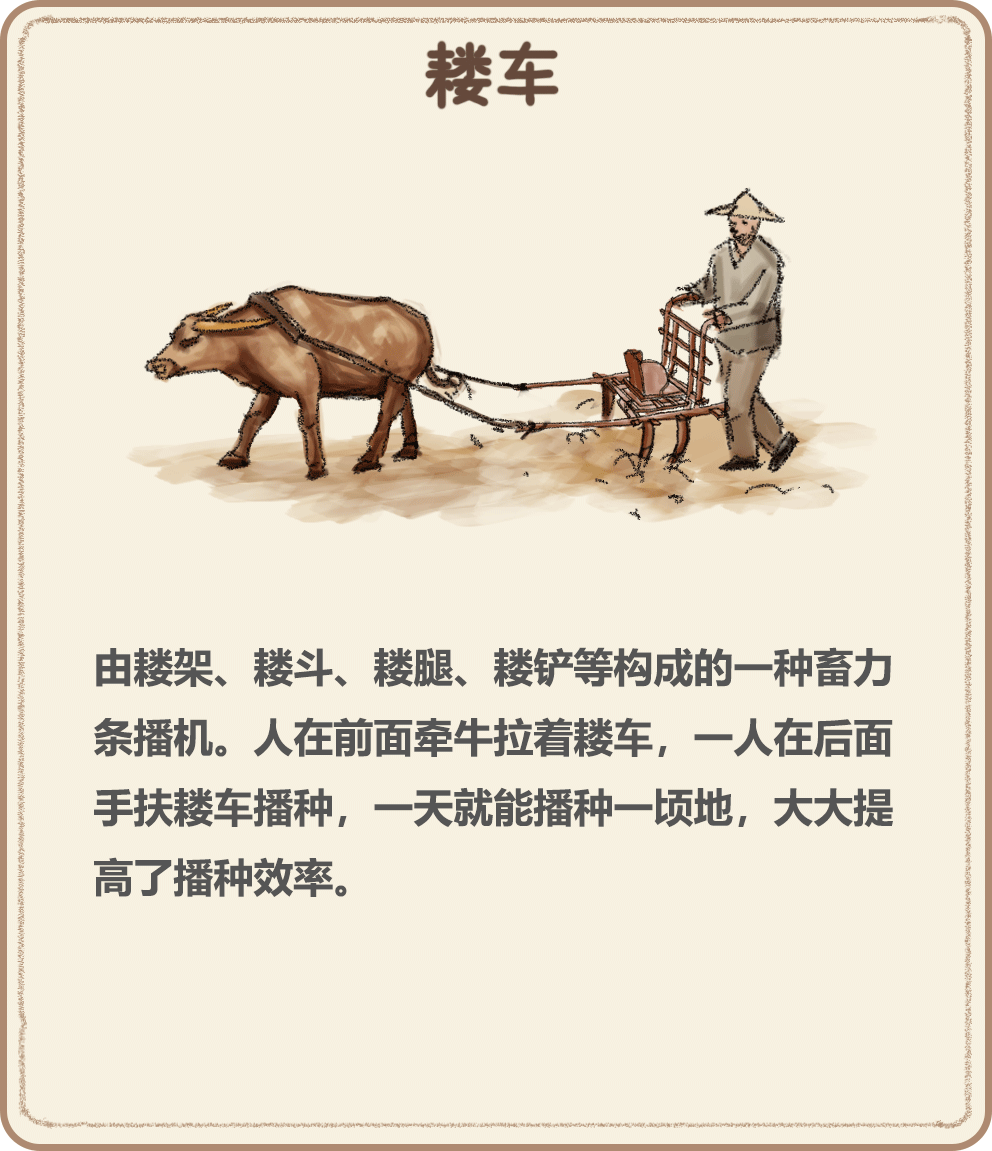 耧车
由耧架、耧斗、耧腿、耧铲等构成的一种畜力
条播机。人在前面牵牛拉着耧车，一人在后面
手扶耧车播种，一天就能播种一顷地，大大提
高了播种效率。